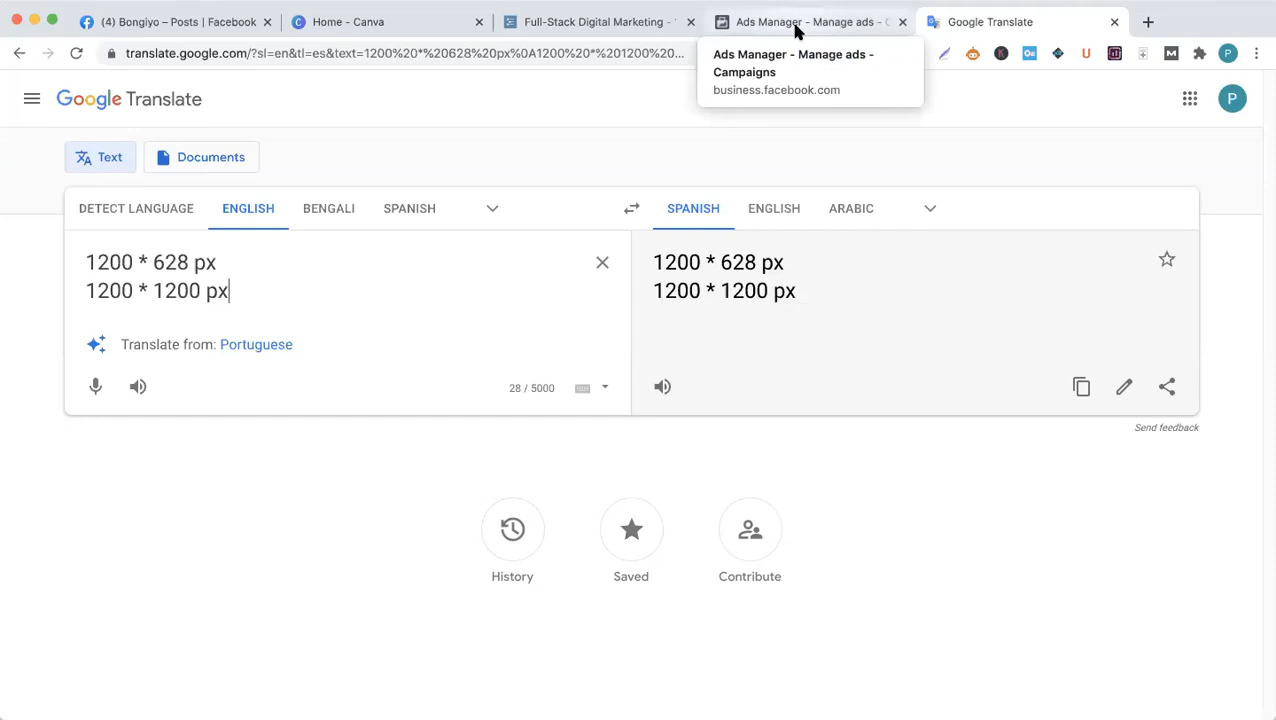 (4) Bongiyo – Posts | Facebook
Home - Canva
Full-Stack Digital Marketing -
Ads Manager - Manage ads -
Google Translate
translate.google.com/?sl=en&tl=es&text=1200%20*%20628%20px%0A1200%20*%201200%20...
Ads Manager - Manage ads -
Campaigns
business.facebook.com
Google Translate
P
Text
Documents
DETECT LANGUAGE
ENGLISH
BENGALI
SPANISH
SPANISH
ENGLISH
ARABIC
1200 * 628 px
1200 * 1200 px
1200 * 628 px
1200 * 1200 px
Translate from: Portuguese
28 / 5000
Send feedback
History
Saved
Contribute